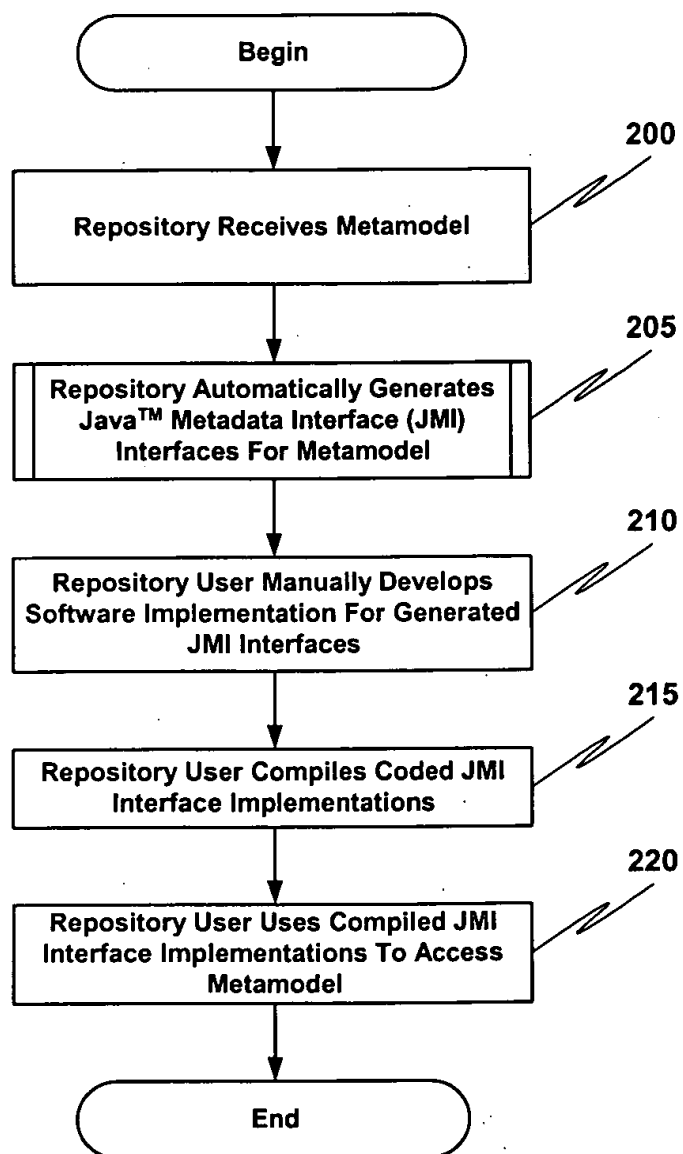 Begin
200
Repository Receives Metamodel
205
Repository Automatically Generates
Java™ Metadata Interface (JMI)
Interfaces For Metamodel
210
Repository User Manually Develops
Software Implementation For Generated
JMI Interfaces
215
Repository User Compiles Coded JMI
Interface Implementations
220
Repository User Uses Compiled JMI
Interface Implementations To Access
Metamodel
End